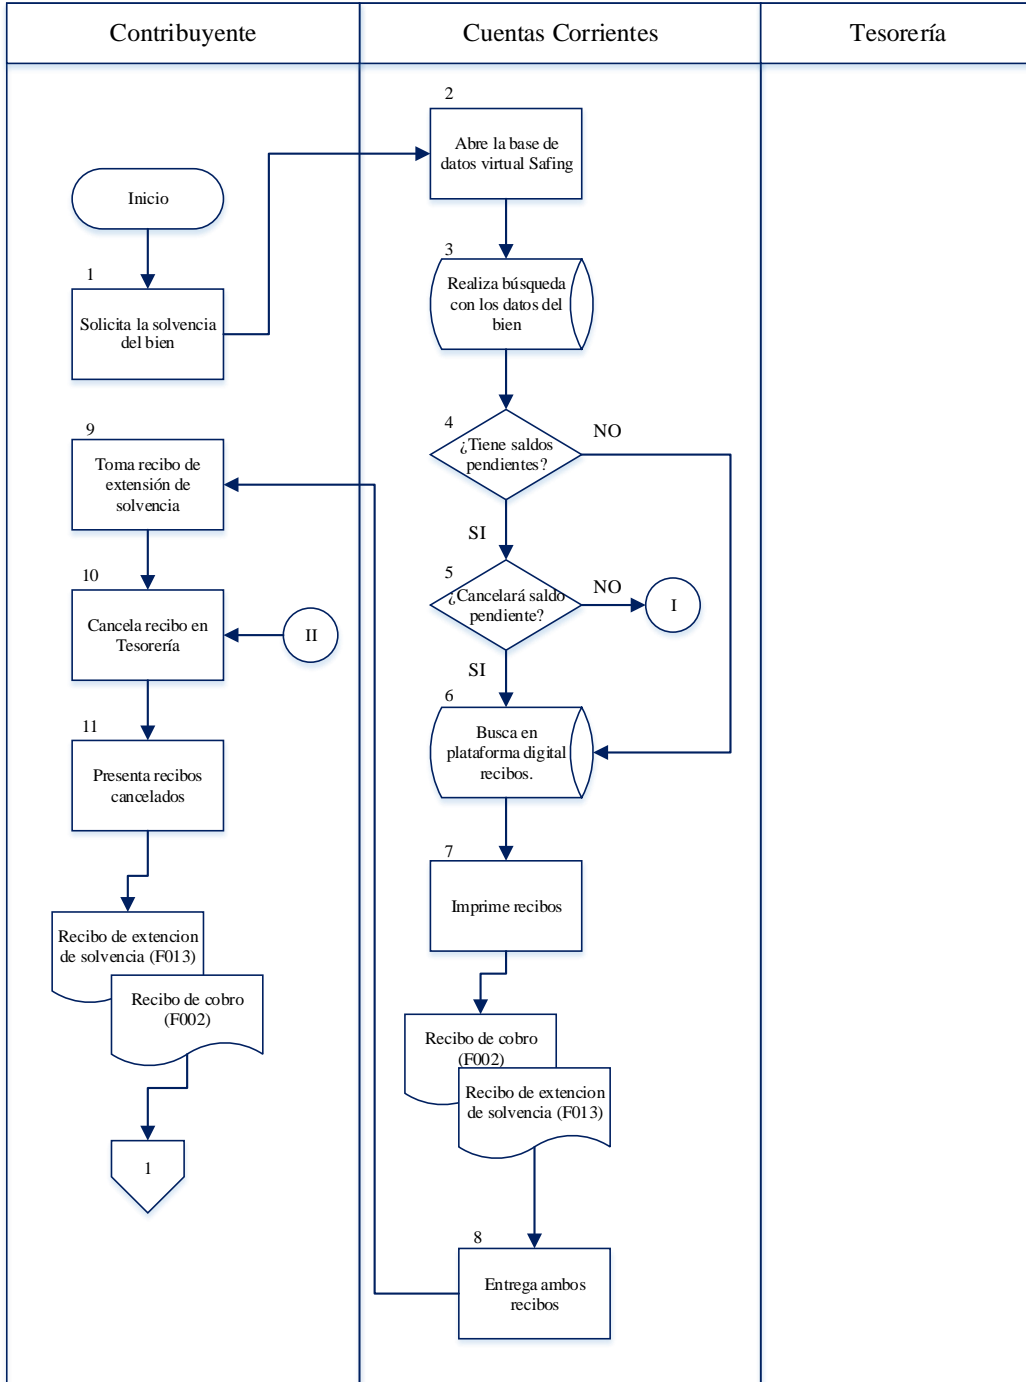 Contribuyente
Cuentas Corrientes
Tesorería
Inicio
1
Solicita la solvencia
del bien
2
Abre la base de
datos virtual Safing
3
Realiza búsqueda
con los datos del
bien
4
¿Tiene saldos
pendientes?
NO
SI
5
¿Cancelará saldo
pendiente?
NO
I
SI
6
Busca en
plataforma digital
recibos.
7
Imprime recibos
Recibo de cobro
(F002)
Recibo de extencion
de solvencia (F013)
8
Entrega ambos
recibos
9
Toma recibo de
extensión de
solvencia
10
Cancela recibo en
Tesorería
II
11
Presenta recibos
cancelados
Recibo de extencion
de solvencia (F013)
Recibo de cobro
(F002)
1